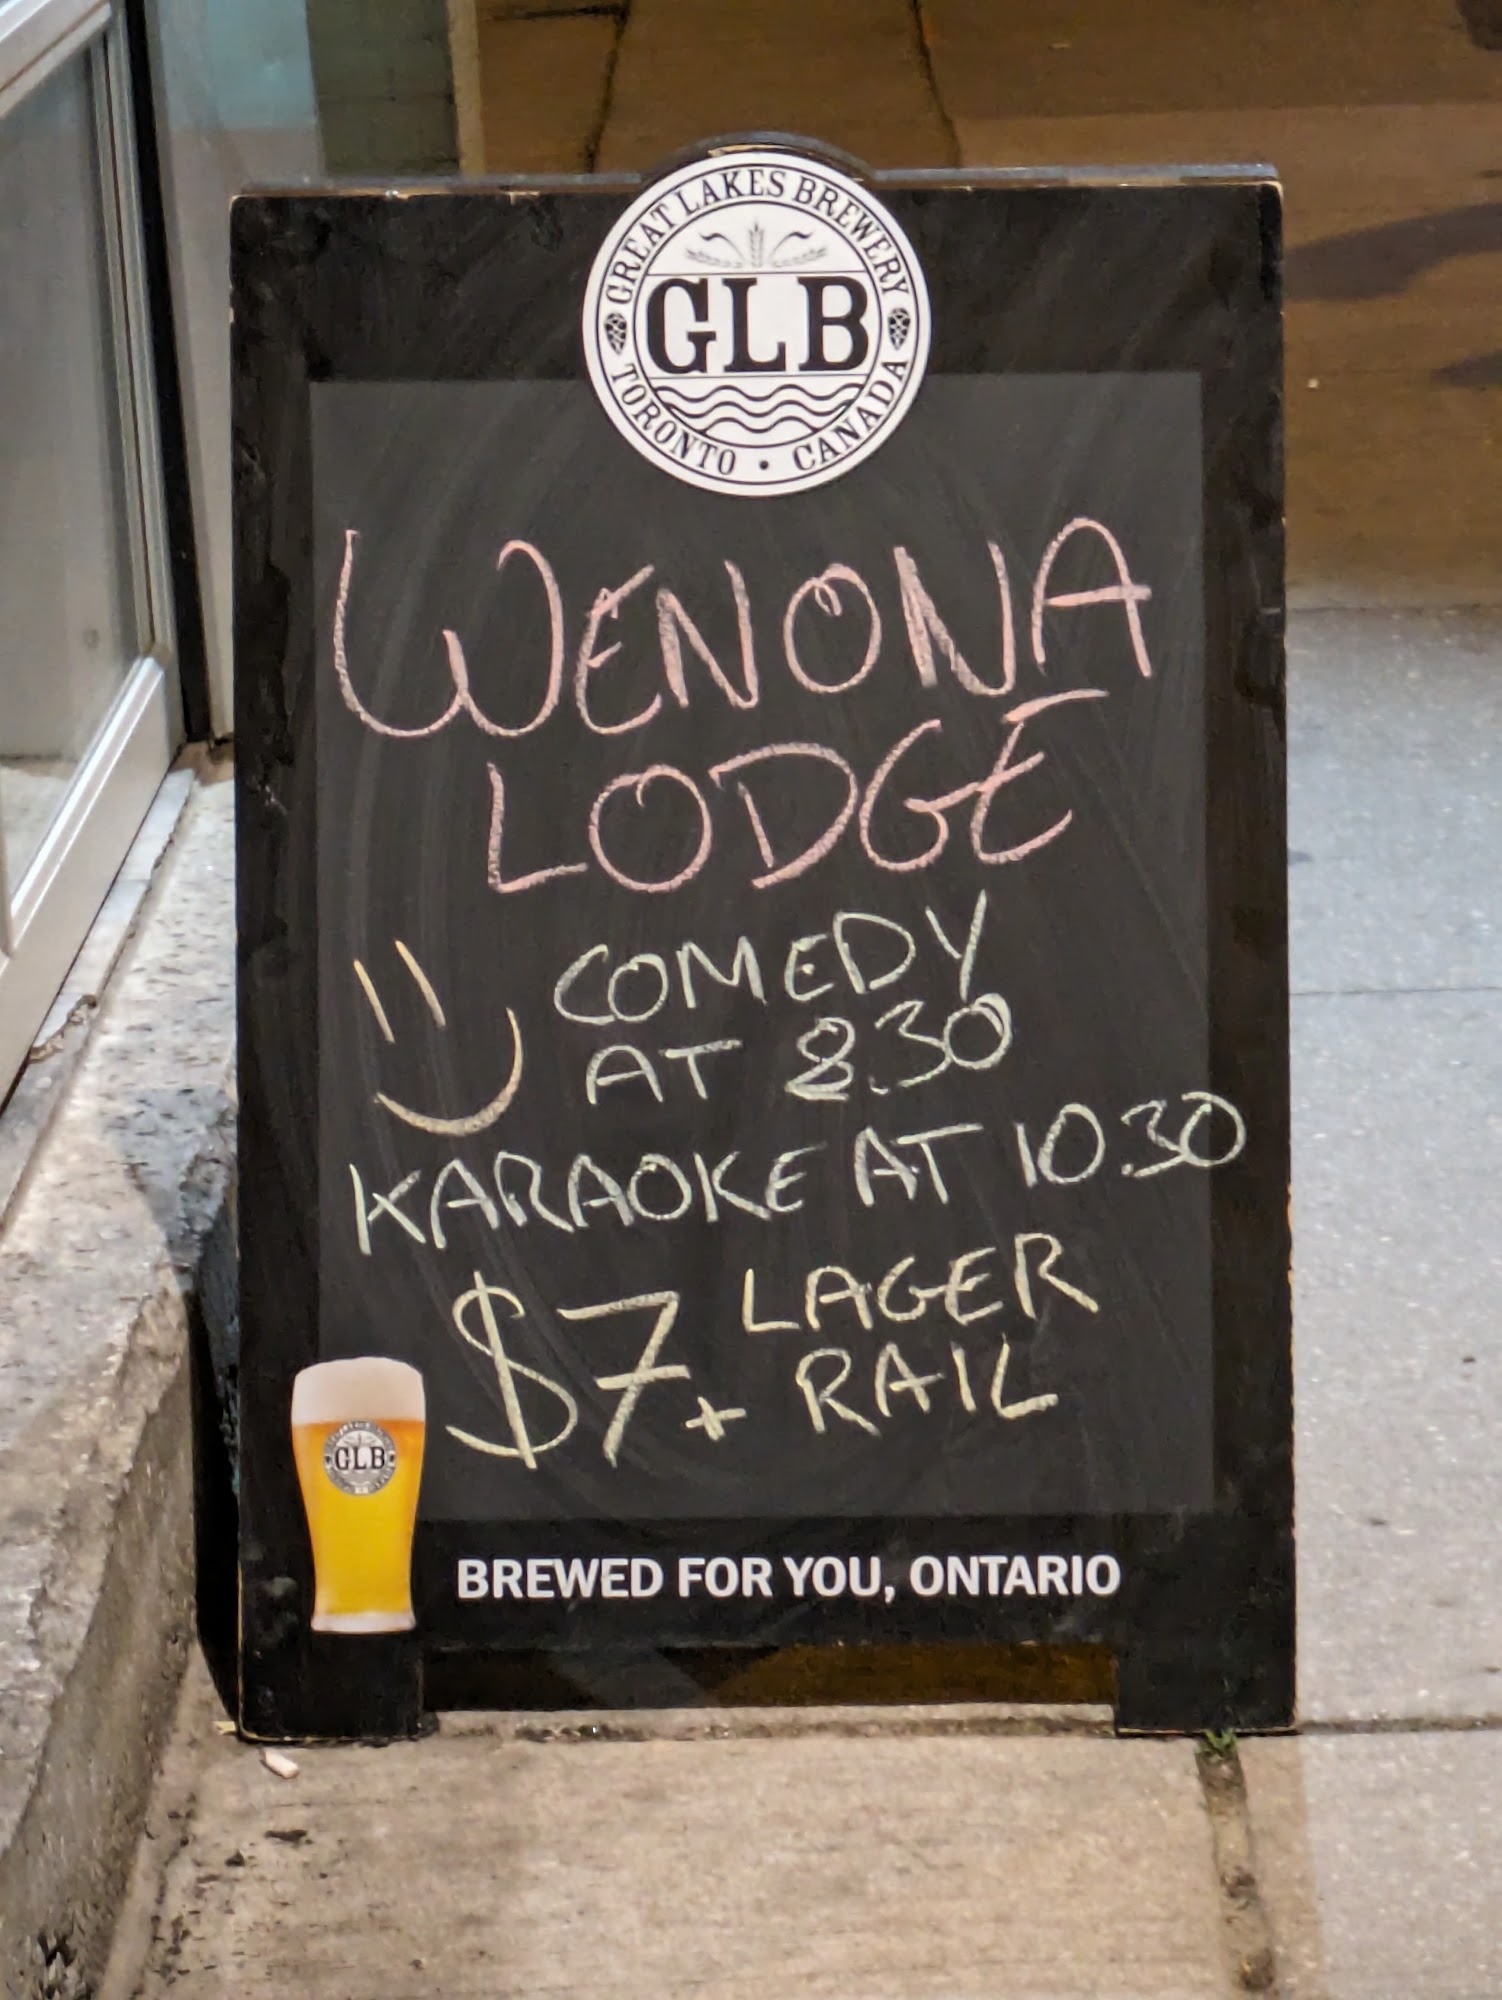 GREAT LAKES BREWERY
GLB
TORONTO • CANADA
WENONA
LODGE
COMEDY
AT 8.30
KARAOKE AT 10.30
$7+ LAGER
RAIL
GLB
BREWED FOR YOU, ONTARIO